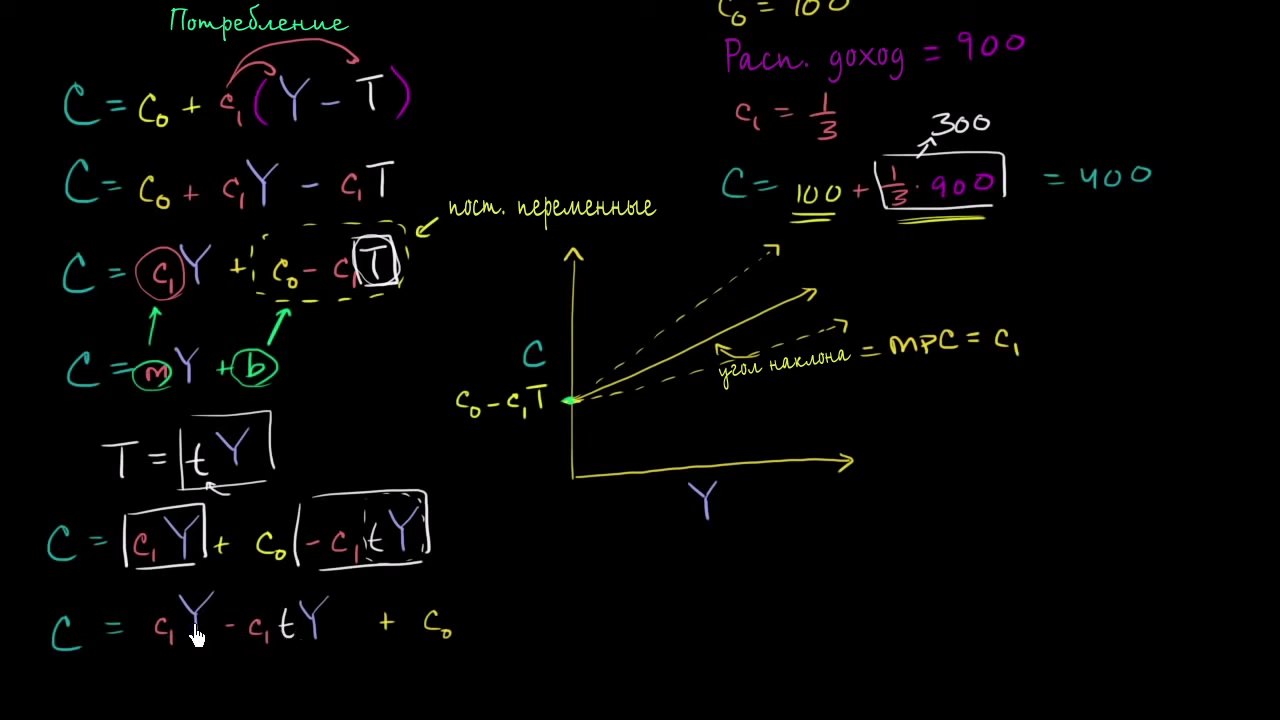 Потребление
C = c₀ + c₁(Y - T)
C = c₀ + c₁Y - c₁T
C = c₁Y + c₀ - c₁T
пост. переменные
C = mY + b
T = tY
C = c₁Y + c₀ - c₁tY
C = c₁Y - c₁tY + c₀
c₀ = 100
Расп. доход = 900
c₁ = 1/3
300
C = 100 + 1/3 · 900 = 400
C
c₀ - c₁T
угол наклона = MPC = c₁
Y